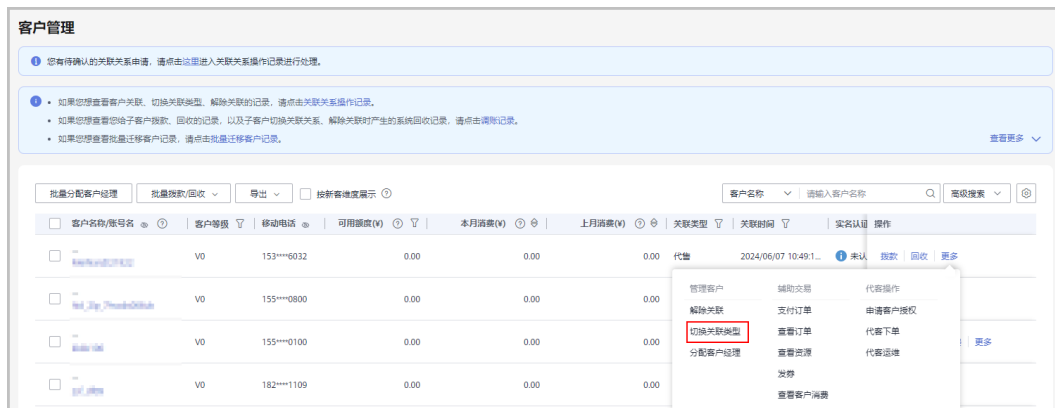 客户管理
您有待确认的关联关系申请，请点击这里进入关联关系操作记录进行处理。
• 如果您想查看客户关联、切换关联类型、解除关联的记录，请点击关联关系操作记录。
• 如果您想查看您给子客户拨款、回收的记录，以及子客户切换关联关系、解除关联时产生的系统回收记录，请点击调账记录。
• 如果您想查看批量迁移客户记录，请点击批量迁移客户记录。
查看更多
批量分配客户经理 批量拨款/回收 导出 按新客维度展示 客户名称 请输入客户名称 高级搜索
客户名称/账号名 客户等级 移动电话 可用额度(¥) 本月消费(¥) 上月消费(¥) 关联类型 关联时间 实名认证 操作
-- V0 153****6032 0.00 0.00 0.00 代售 2024/06/07 10:49:1... 未认 拨款 回收 更多
-- V0 155****0800 0.00 0.00 0.00
-- V0 155****0100 0.00 0.00 0.00 更多
-- V0 182****1109 0.00 0.00 0.00
管理客户 辅助交易 代客操作
解除关联 支付订单 申请客户授权
切换关联类型 查看订单 代客下单
分配客户经理 查看资源 代客运维
发券
查看客户消费